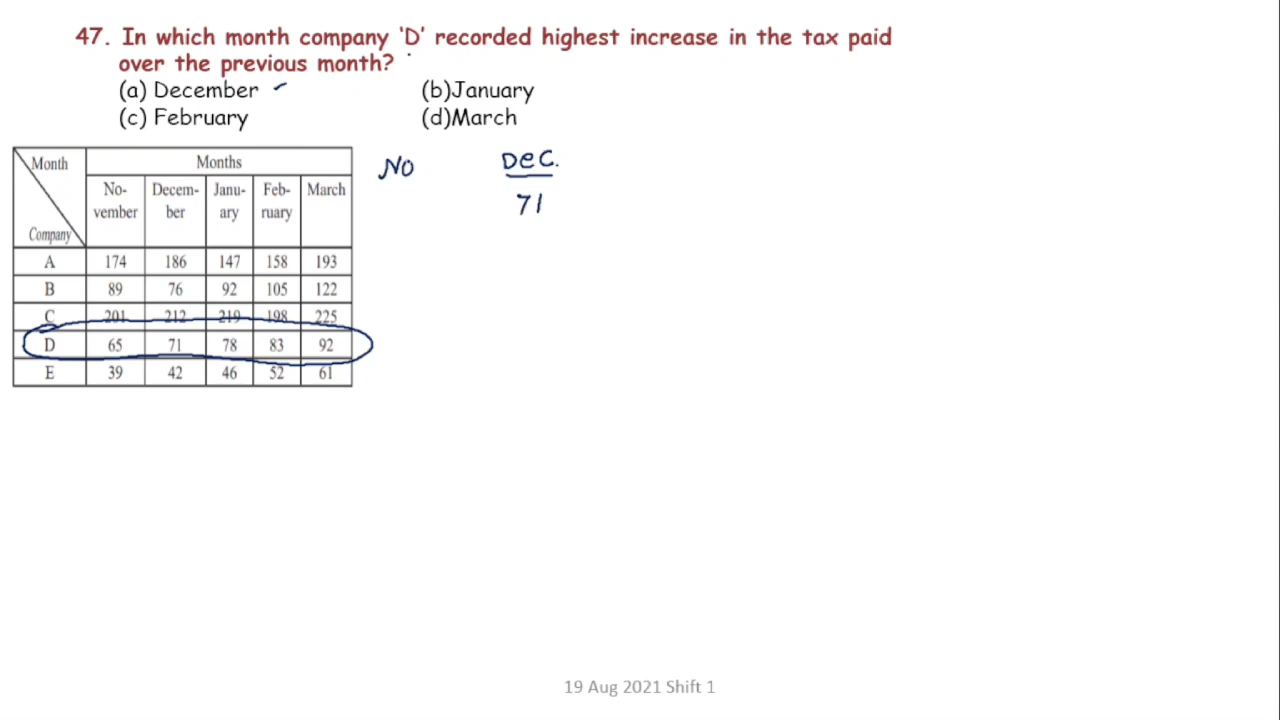 47. In which month company ‘D’ recorded highest increase in the tax paid
over the previous month?
(a) December (b)January
(c) February (d)March
Month Months
No- Decem- Janu- Feb- March
vember ber ary ruary
Company
A 174 186 147 158 193
B 89 76 92 105 122
C 201 212 219 198 225
D 65 71 78 83 92
E 39 42 46 52 61
NO Dec.
71
19 Aug 2021 Shift 1